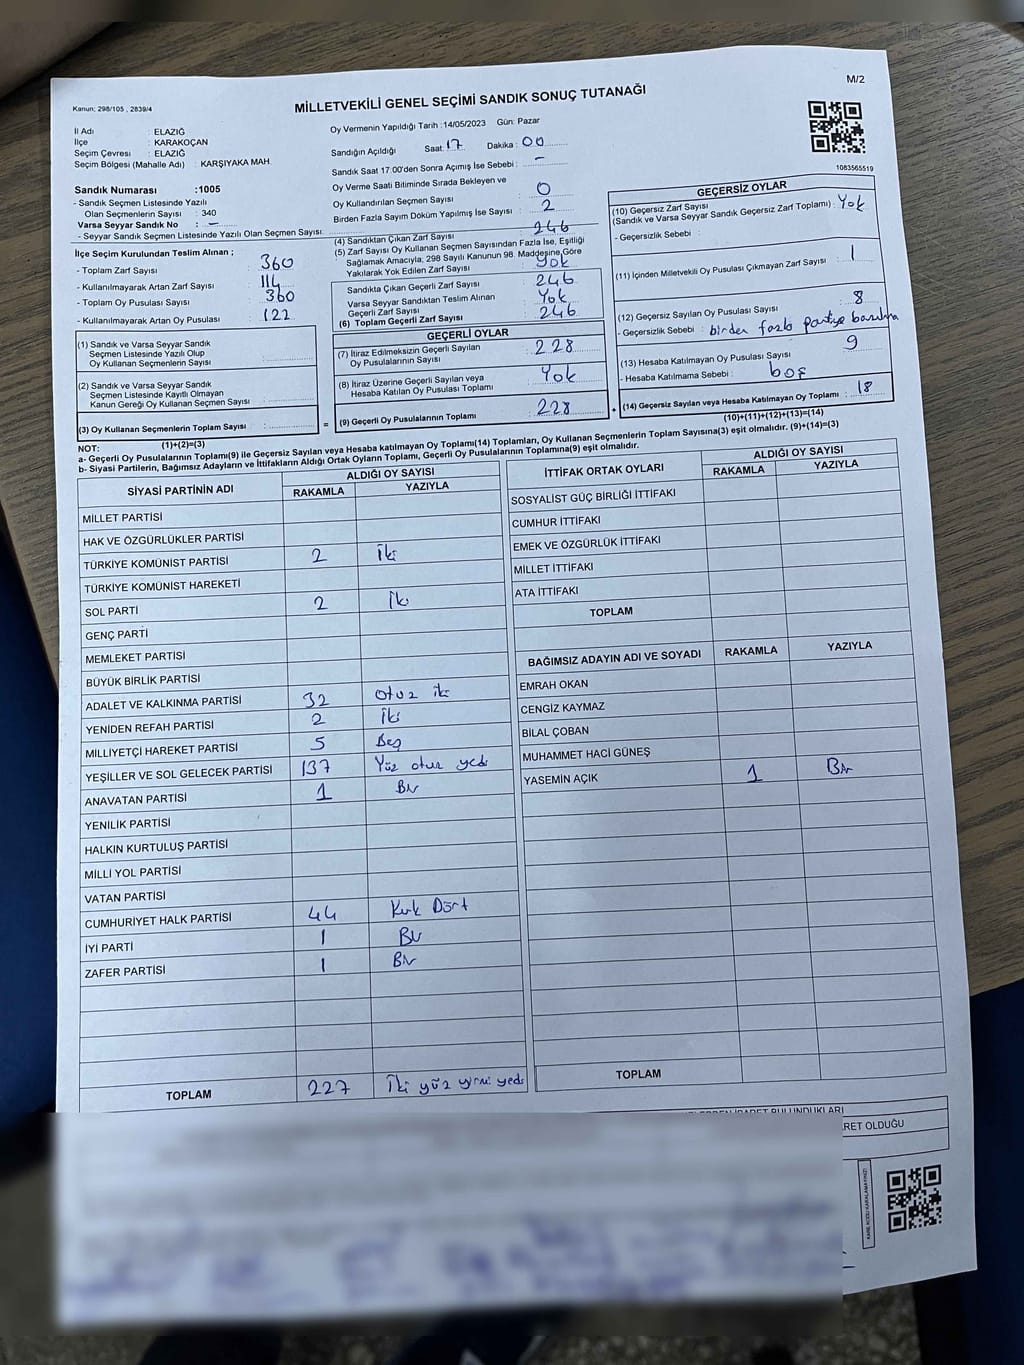 M/2
Kanun; 298/105 , 2839/4
MİLLETVEKİLİ GENEL SEÇİMİ SANDIK SONUÇ TUTANAĞI
1083565519
İl Adı : ELAZIĞ
İlçe : KARAKOÇAN
Seçim Çevresi : ELAZIĞ
Seçim Bölgesi (Mahalle Adı) : KARŞIYAKA MAH.
Sandık Numarası :1005
- Sandık Seçmen Listesinde Yazılı
Olan Seçmenlerin Sayısı : 340
Varsa Seyyar Sandık No : -
- Seyyar Sandık Seçmen Listesinde Yazılı Olan Seçmen Sayısı:
Oy Vermenin Yapıldığı Tarih :14/05/2023 Gün: Pazar
Sandığın Açıldığı Saat: 17 Dakika : 00
Sandık Saat 17.00'den Sonra Açımış İse Sebebi : -
Oy Verme Saati Bitiminde Sırada Bekleyen ve
Oy Kullandırılan Seçmen Sayısı : 0
Birden Fazla Sayım Döküm Yapılmış İse Sayısı : 2
İlçe Seçim Kurulundan Teslim Alınan ;
- Toplam Zarf Sayısı : 360
- Kullanılmayarak Artan Zarf Sayısı : 114
- Toplam Oy Pusulası Sayısı : 360
- Kullanılmayarak Artan Oy Pusulası : 122
(1) Sandık ve Varsa Seyyar Sandık
Seçmen Listesinde Yazılı Olup
Oy Kullanan Seçmenlerin Sayısı :
(2) Sandık ve Varsa Seyyar Sandık
Seçmen Listesinde Kayıtlı Olmayan
Kanun Gereği Oy Kullanan Seçmen Sayısı :
(3) Oy Kullanan Seçmenlerin Toplam Sayısı :
(1)+(2)=(3)
(4) Sandıktan Çıkan Zarf Sayısı : 246
(5) Zarf Sayısı Oy Kullanan Seçmen Sayısından Fazla İse, Eşitliği
Sağlamak Amacıyla, 298 Sayılı Kanunun 98. Maddesine Göre
Yakılarak Yok Edilen Zarf Sayısı : Yok
Sandıkta Çıkan Geçerli Zarf Sayısı : 246
Varsa Seyyar Sandıktan Teslim Alınan
Geçerli Zarf Sayısı : Yok
(6) Toplam Geçerli Zarf Sayısı : 246
GEÇERLİ OYLAR
(7) İtiraz Edilmeksizin Geçerli Sayılan
Oy Pusulalarının Sayısı : 228
(8) İtiraz Üzerine Geçerli Sayılan veya
Hesaba Katılan Oy Pusulası Toplamı : Yok
= (9) Geçerli Oy Pusulalarının Toplamı : 228
GEÇERSİZ OYLAR
(10) Geçersiz Zarf Sayısı
(Sandık ve Varsa Seyyar Sandık Geçersiz Zarf Toplamı) : Yok
- Geçersizlik Sebebi :
(11) İçinden Milletvekili Oy Pusulası Çıkmayan Zarf Sayısı : 1
(12) Geçersiz Sayılan Oy Pusulası Sayısı : 8
- Geçersizlik Sebebi : birden fazla partiye basılma
(13) Hesaba Katılmayan Oy Pusulası Sayısı : 9
- Hesaba Katılmama Sebebi : boş
+ (14) Geçersiz Sayılan veya Hesaba Katılmayan Oy Toplamı : 18
(10)+(11)+(12)+(13)=(14)
NOT:
a- Geçerli Oy Pusulalarının Toplamı(9) ile Geçersiz Sayılan veya Hesaba katılmayan Oy Toplamı(14) Toplamları, Oy Kullanan Seçmenlerin Toplam Sayısına(3) eşit olmalıdır. (9)+(14)=(3)
b- Siyasi Partilerin, Bağımsız Adayların ve İttifakların Aldığı Ortak Oyların Toplamı, Geçerli Oy Pusulalarının Toplamına(9) eşit olmalıdır.
SİYASİ PARTİNİN ADI ALDIĞI OY SAYISI
RAKAMLA YAZIYLA
MİLLET PARTİSİ
HAK VE ÖZGÜRLÜKLER PARTİSİ
TÜRKİYE KOMÜNİST PARTİSİ 2 İki
TÜRKİYE KOMÜNİST HAREKETİ
SOL PARTİ 2 İki
GENÇ PARTİ
MEMLEKET PARTİSİ
BÜYÜK BİRLİK PARTİSİ
ADALET VE KALKINMA PARTİSİ 32 Otuz iki
YENİDEN REFAH PARTİSİ 2 İki
MİLLİYETÇİ HAREKET PARTİSİ 5 Beş
YEŞİLLER VE SOL GELECEK PARTİSİ 137 Yüz otuz yedi
ANAVATAN PARTİSİ 1 Bir
YENİLİK PARTİSİ
HALKIN KURTULUŞ PARTİSİ
MİLLİ YOL PARTİSİ
VATAN PARTİSİ
CUMHURİYET HALK PARTİSİ 44 Kırk Dört
İYİ PARTİ 1 Bir
ZAFER PARTİSİ 1 Bir
TOPLAM 227 İki yüz yirmi yedi
İTTİFAK ORTAK OYLARI ALDIĞI OY SAYISI
RAKAMLA YAZIYLA
SOSYALİST GÜÇ BİRLİĞİ İTTİFAKI
CUMHUR İTTİFAKI
EMEK VE ÖZGÜRLÜK İTTİFAKI
MİLLET İTTİFAKI
ATA İTTİFAKI
TOPLAM
BAĞIMSIZ ADAYIN ADI VE SOYADI RAKAMLA YAZIYLA
EMRAH OKAN
CENGİZ KAYMAZ
BİLAL ÇOBAN
MUHAMMET HACİ GÜNEŞ
YASEMİN AÇIK 1 Bir
TOPLAM
RET OLDUĞU